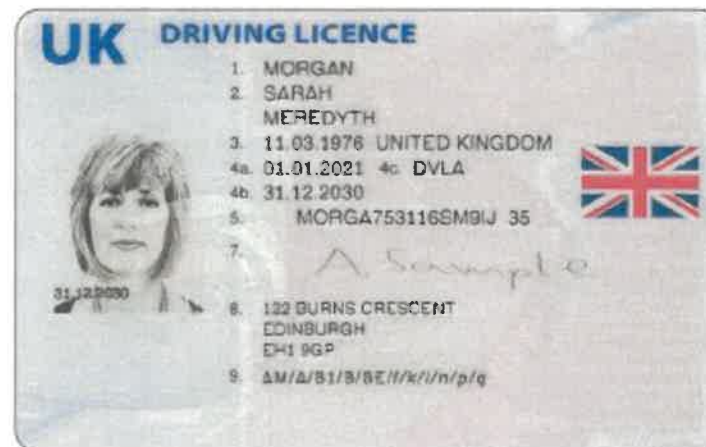 UK DRIVING LICENCE
1. MORGAN
2. SARAH
MEREDYTH
3. 11.03.1976 UNITED KINGDOM
4a. 01.01.2021 4c. DVLA
4b. 31.12.2030
5. MORGA753116SM9IJ 35
7. A. Sample
31.12.2030
8. 122 BURNS CRESCENT
EDINBURGH
EH1 9GP
9. AM/A/B1/B/BE/f/k/l/n/p/q